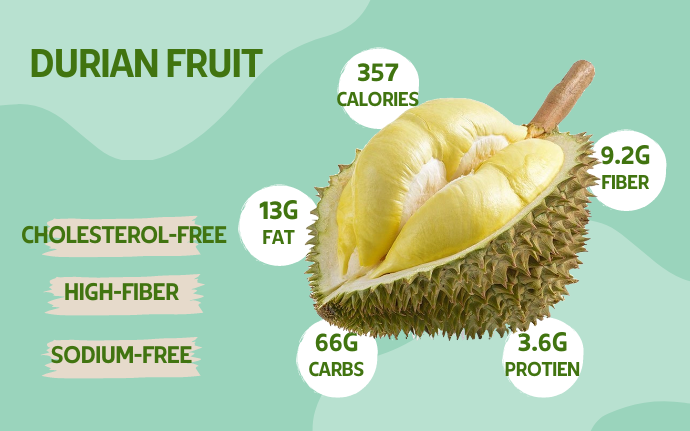 DURIAN FRUIT
357
CALORIES
9.2G
FIBER
13G
FAT
CHOLESTEROL-FREE
HIGH-FIBER
SODIUM-FREE
66G
CARBS
3.6G
PROTIEN